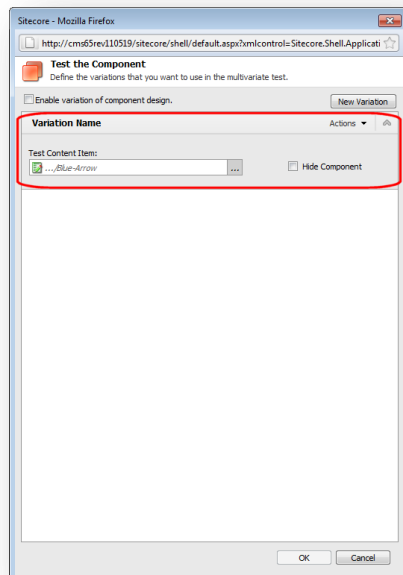 Sitecore - Mozilla Firefox
http://cms65rev110519/sitecore/shell/default.aspx?xmlcontrol=Sitecore.Shell.Applicati
Test the Component
Define the variations that you want to use in the multivariate test.
Enable variation of component design.
New Variation
Variation Name
Actions
Test Content Item:
.../Blue-Arrow
...
Hide Component
OK
Cancel